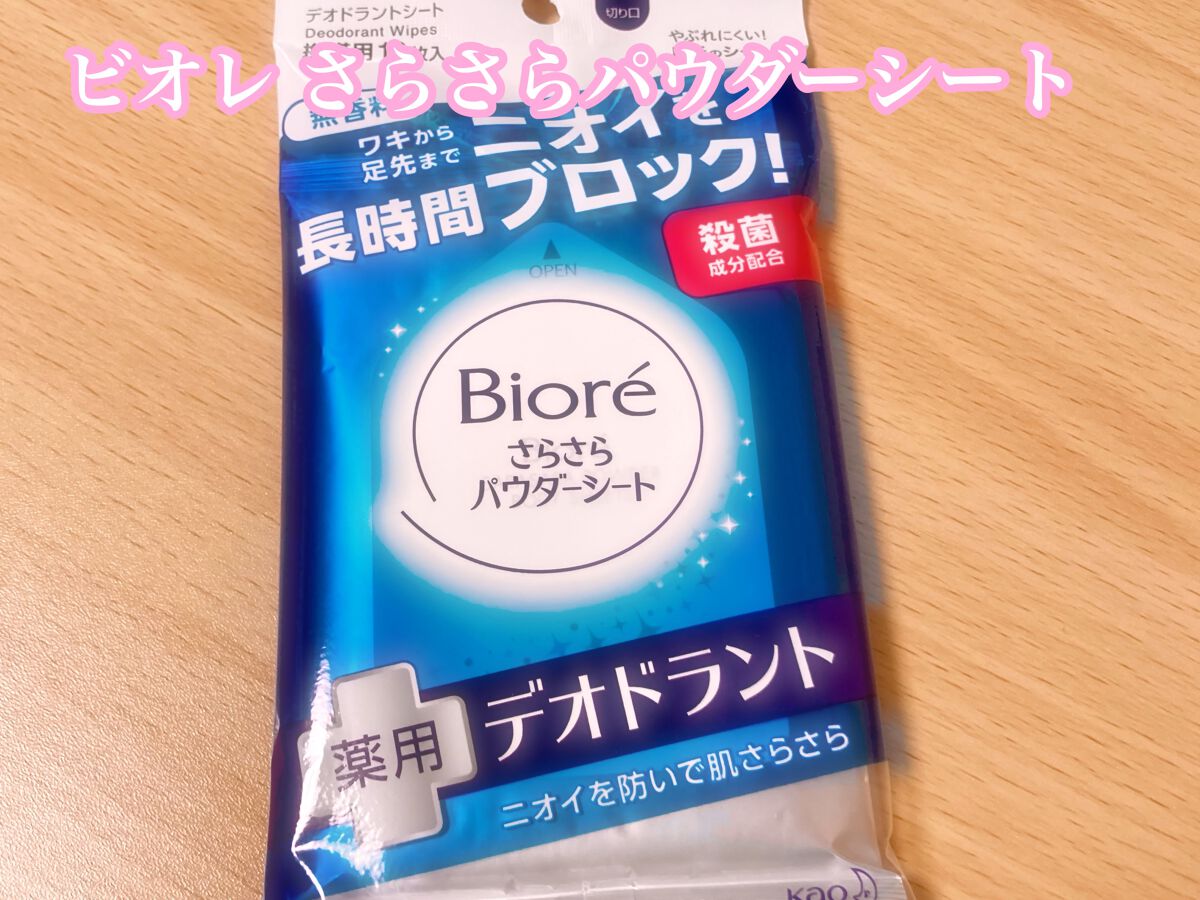 デオドラントシート
切り口
Deodorant Wipes
やぶれにくい!
ビオレ さらさらパウダーシート
無香料
ワキから
足先まで
ニオイを
長時間ブロック!
殺菌
成分配合
OPEN
Bioré
さらさら
パウダーシート
薬用
デオドラント
ニオイを防いで肌さらさら
Kao